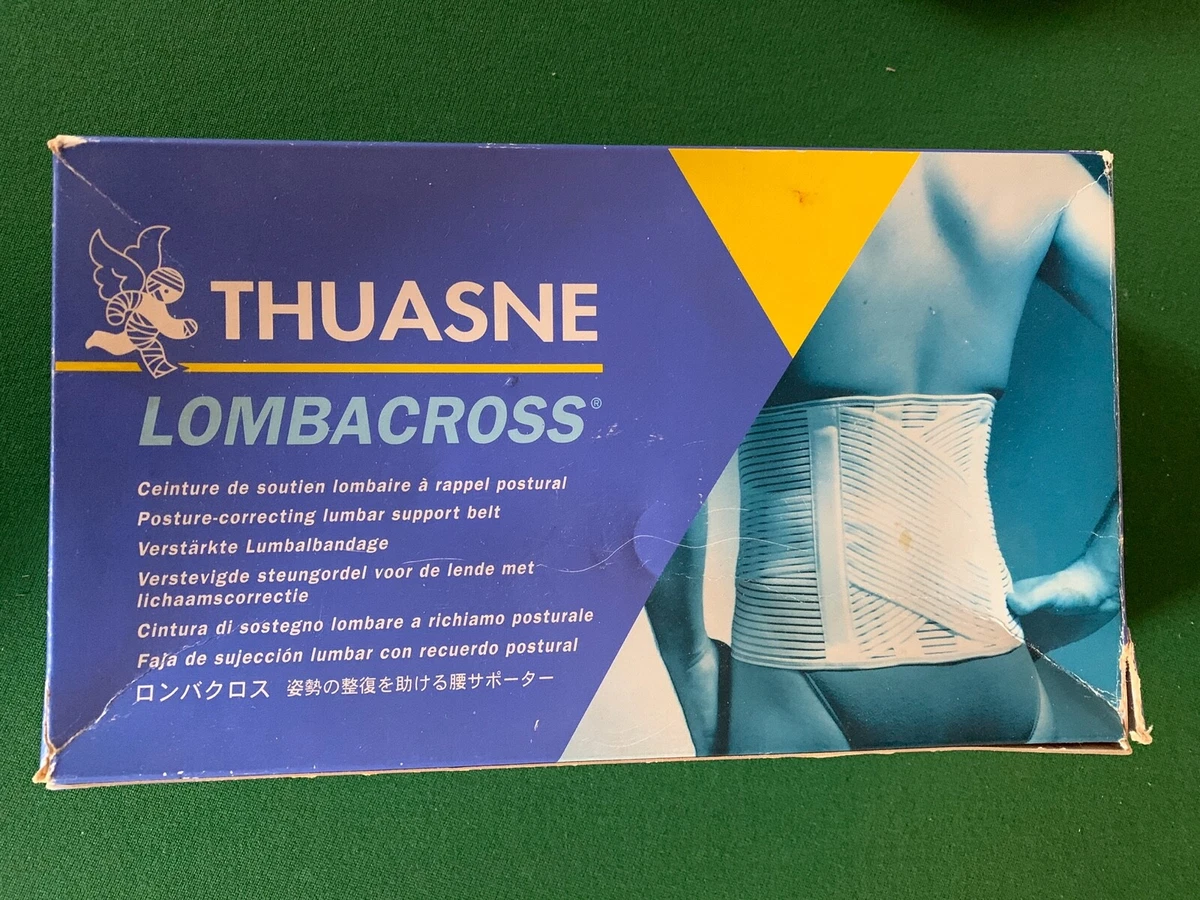 THUASNE
LOMBACROSS®
Ceinture de soutien lombaire à rappel postural
Posture-correcting lumbar support belt
Verstärkte Lumbalbandage
Verstevigde steungordel voor de lende met
lichaamscorrectie
Cintura di sostegno lombare a richiamo posturale
Faja de sujección lumbar con recuerdo postural
ロンバクロス 姿勢の整復を助ける腰サポーター